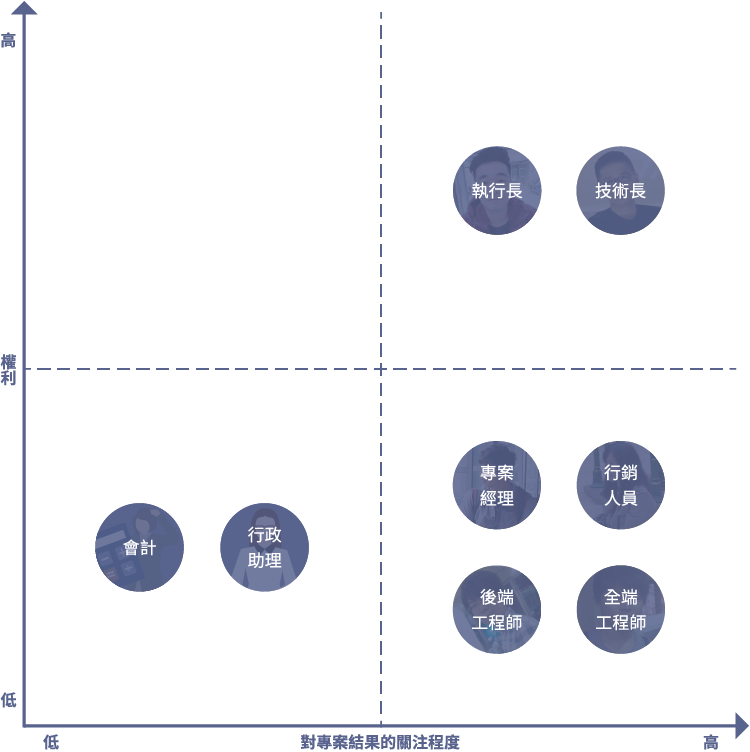 高
執行長
技術長
權
利
專案
經理
行銷
人員
會計
行政
助理
後端
工程師
全端
工程師
低
低
對專案結果的關注程度
高